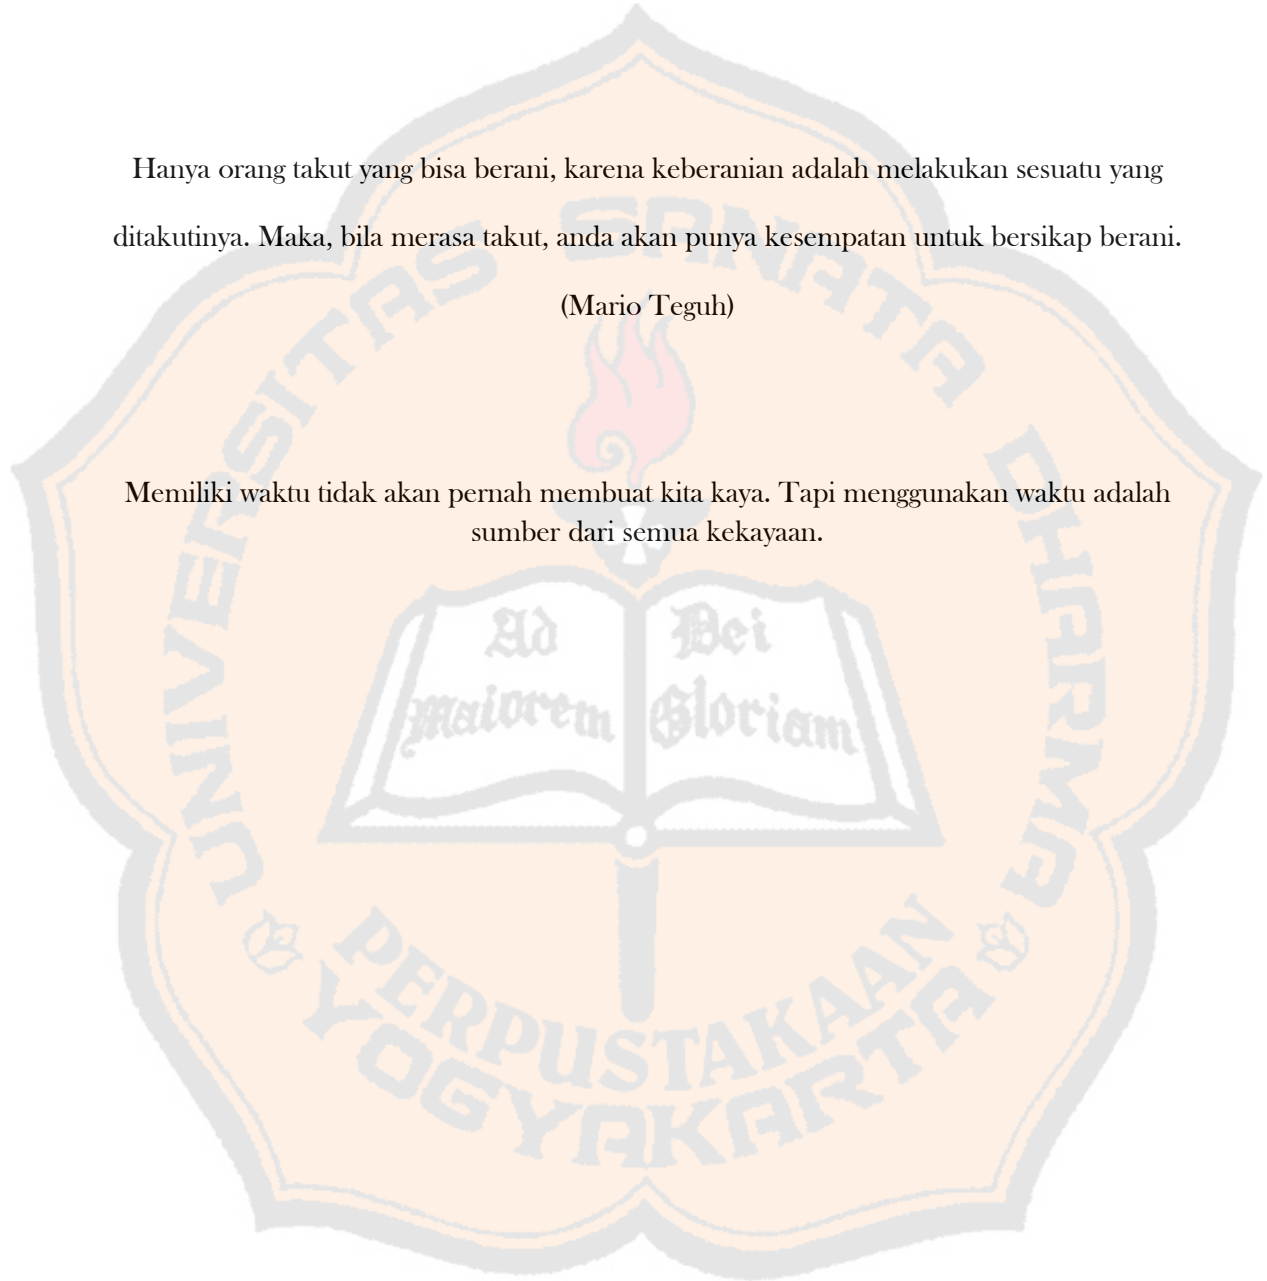 Hanya orang takut yang bisa berani, karena keberanian adalah melakukan sesuatu yang
ditakutinya. Maka, bila merasa takut, anda akan punya kesempatan untuk bersikap berani.
(Mario Teguh)
Memiliki waktu tidak akan pernah membuat kita kaya. Tapi menggunakan waktu adalah
sumber dari semua kekayaan.
UNIVERSITAS SANATA DHARMA
Ad Dei
maiorem Gloriam
PERPUSTAKAAN
YOGYAKARTA